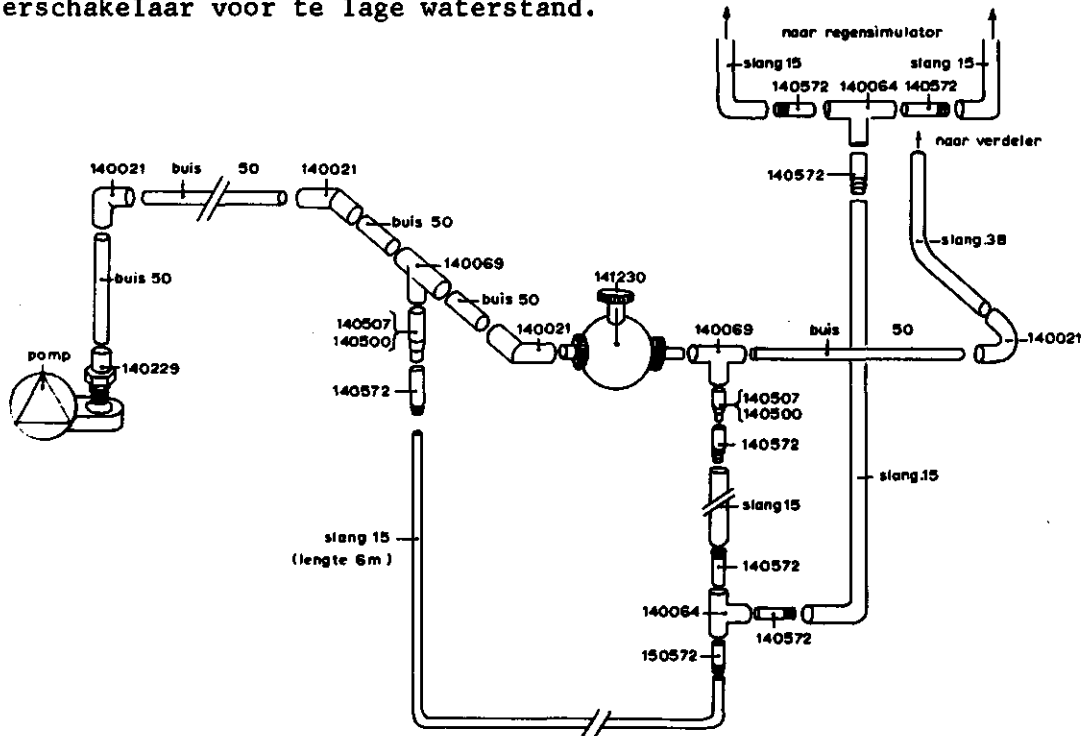 erschakelaar voor te lage waterstand.
naar regensimulator
slang 15
slang 15
140572
140064
140572
naar verdeler
140021
buis 50
140021
140572
buis 50
slang.38
140069
buis 50
141230
buis 50
140507
140500
140021
140069
buis 50
140021
pomp
140229
140572
140507
140500
140572
slang.15
slang 15
slang 15
(lengte 6m)
140572
140064
140572
150572